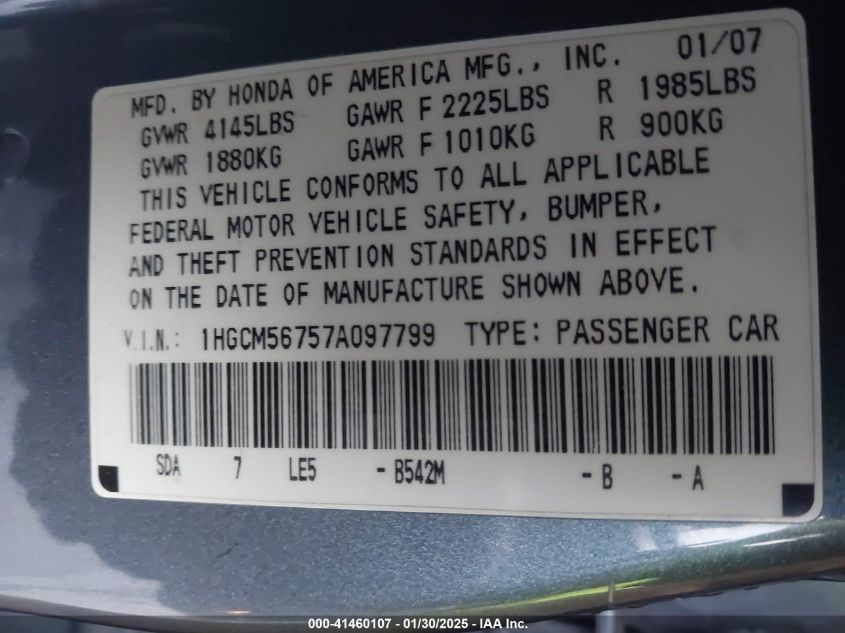 MFD. BY HONDA OF AMERICA MFG., INC. 01/07
GVWR 4145LBS GAWR F 2225LBS R 1985LBS
GVWR 1880KG GAWR F 1010KG R 900KG
THIS VEHICLE CONFORMS TO ALL APPLICABLE
FEDERAL MOTOR VEHICLE SAFETY, BUMPER,
AND THEFT PREVENTION STANDARDS IN EFFECT
ON THE DATE OF MANUFACTURE SHOWN ABOVE.
V.I.N.: 1HGCM56757A097799 TYPE: PASSENGER CAR
SDA 7 LE5 - B542M - B - A
000-41460107 - 01/30/2025 - IAA Inc.